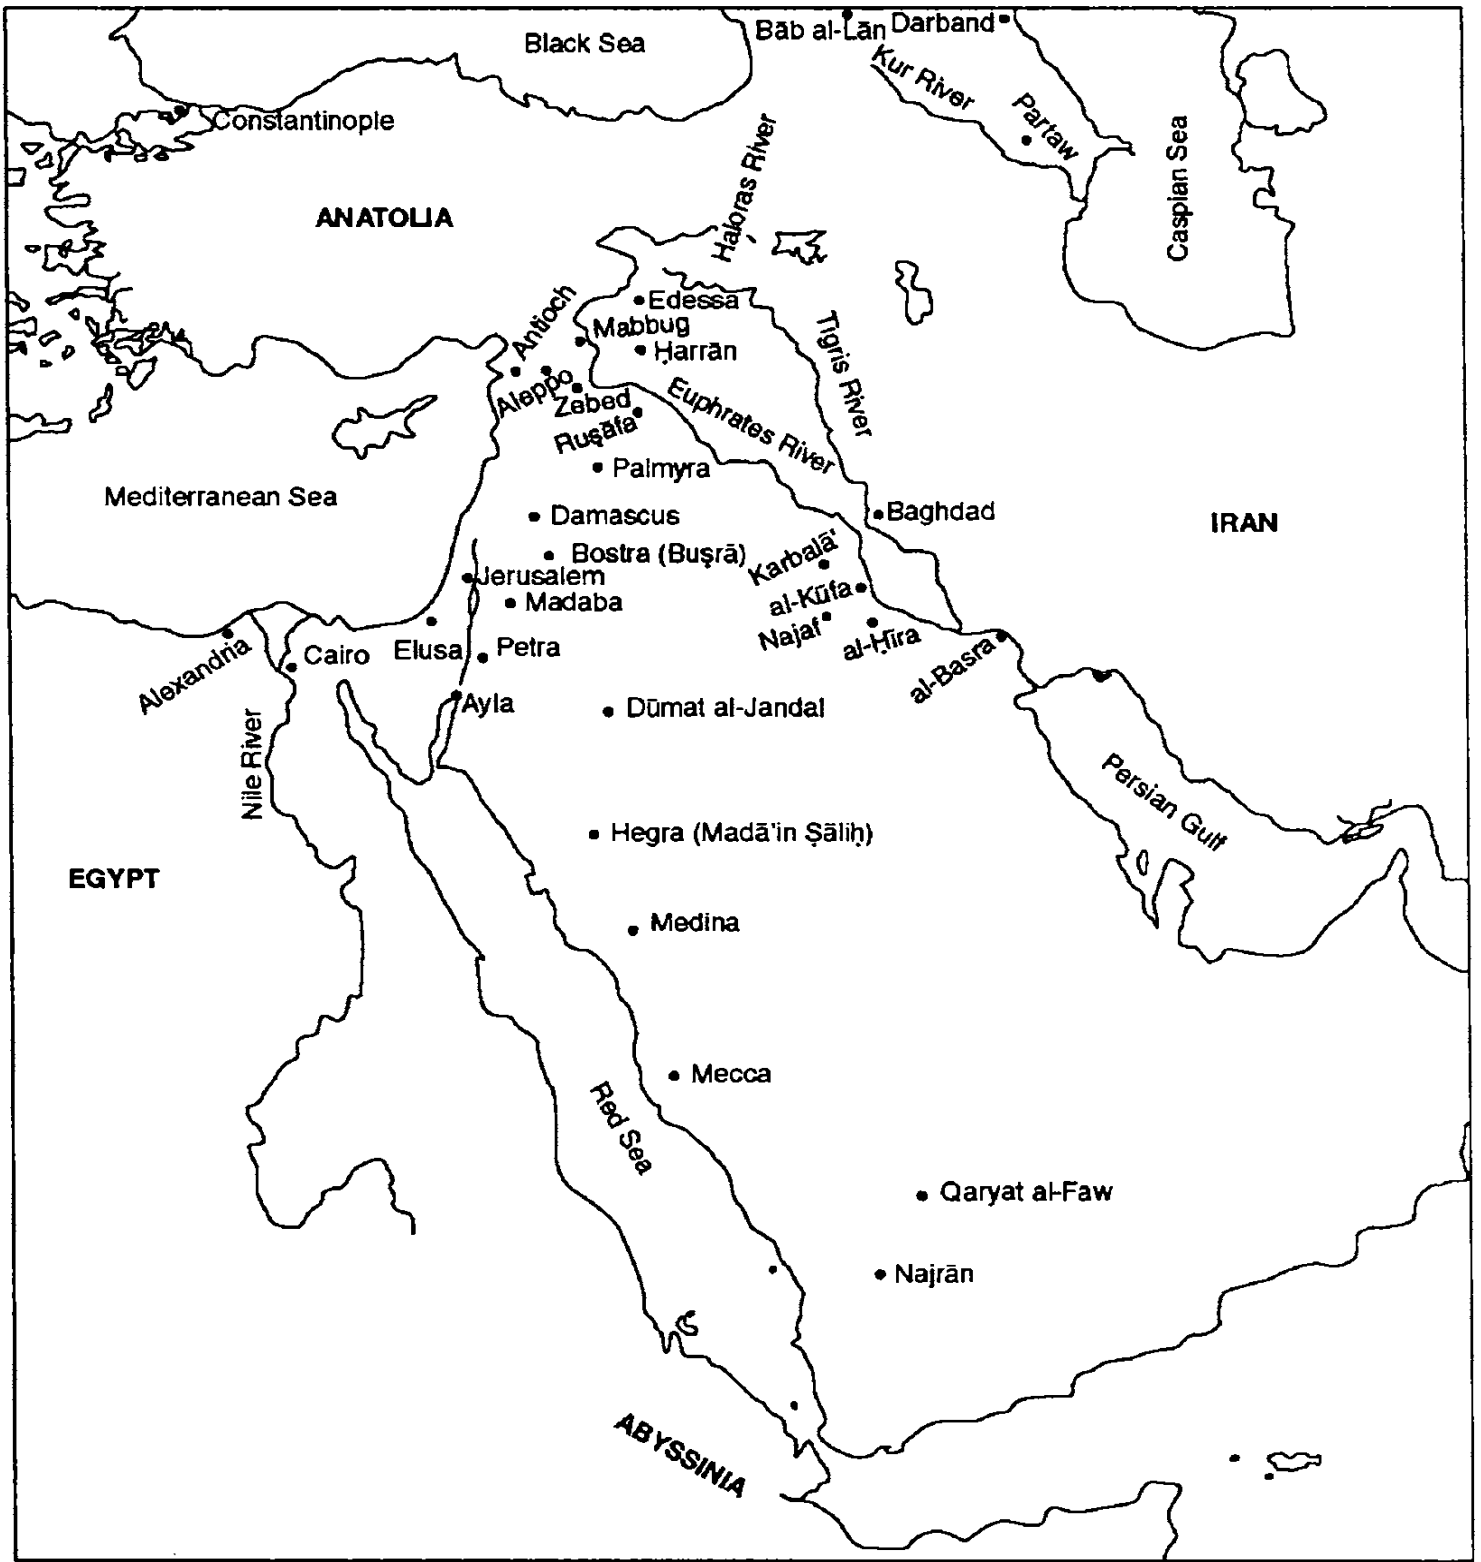 Black Sea
Bāb al-Lān
Darband
Kur River
Partaw
Caspian Sea
Constantinople
ANATOLIA
Haboras River
Edessa
Antioch
Mabbug
Ḥarrān
Tigris River
Aleppo
Zebed
Ruṣāfa
Euphrates River
Palmyra
Mediterranean Sea
Damascus
Baghdad
IRAN
Bostra (Buṣrā)
Karbalā'
Jerusalem
Madaba
al-Kūfa
Najaf
al-Ḥīra
al-Basra
Alexandria
Cairo
Elusa
Petra
Ayla
Dūmat al-Jandal
Nile River
Persian Gulf
Hegra (Madā'in Ṣāliḥ)
EGYPT
Medina
Mecca
Red Sea
Qaryat al-Faw
Najrān
ABYSSINIA